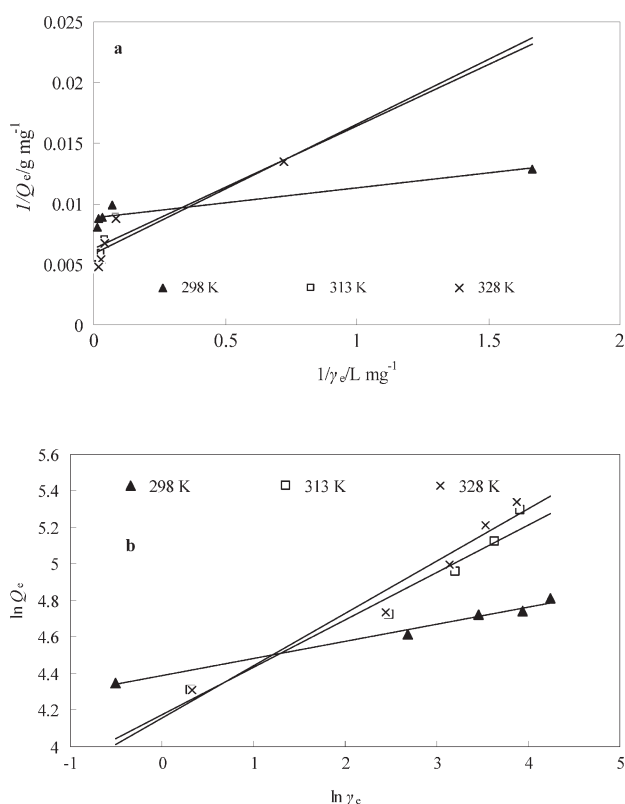 0.025
a
0.02
0.015
0.01
0.005
0
1/Qₑ/g mg⁻¹
298 K 313 K 328 K
0 0.5 1 1.5 2
1/γₑ/L mg⁻¹
5.6
298 K 313 K 328 K
5.4
5.2
b
5
4.8
4.6
4.4
4.2
4
ln Qₑ
-1 0 1 2 3 4 5
ln γₑ